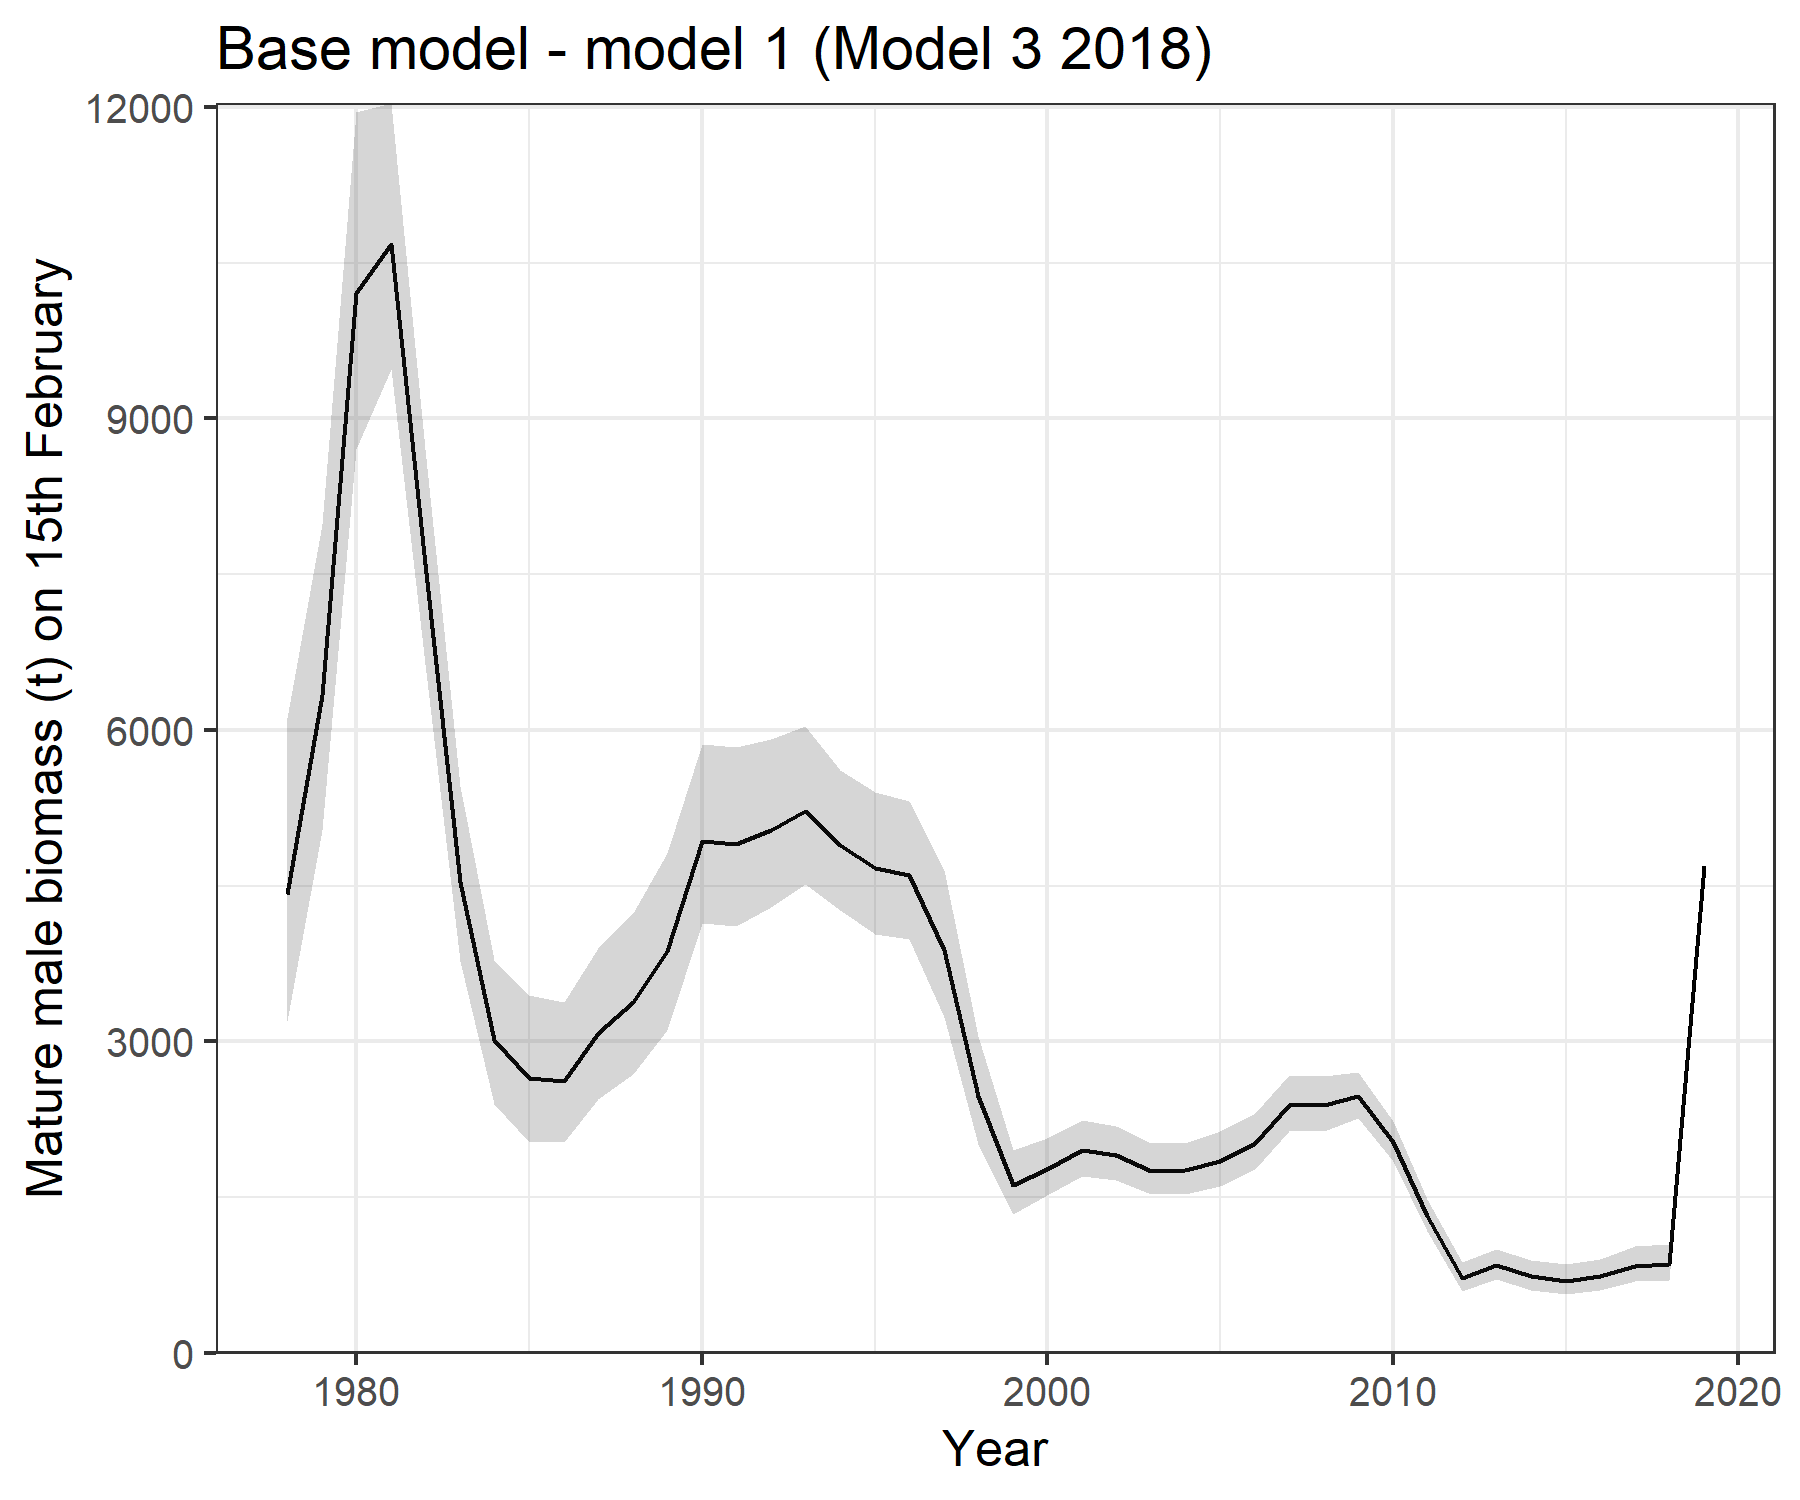 Base model - model 1 (Model 3 2018)
Mature male biomass (t) on 15th February
12000
9000
6000
3000
0
1980 1990 2000 2010 2020
Year